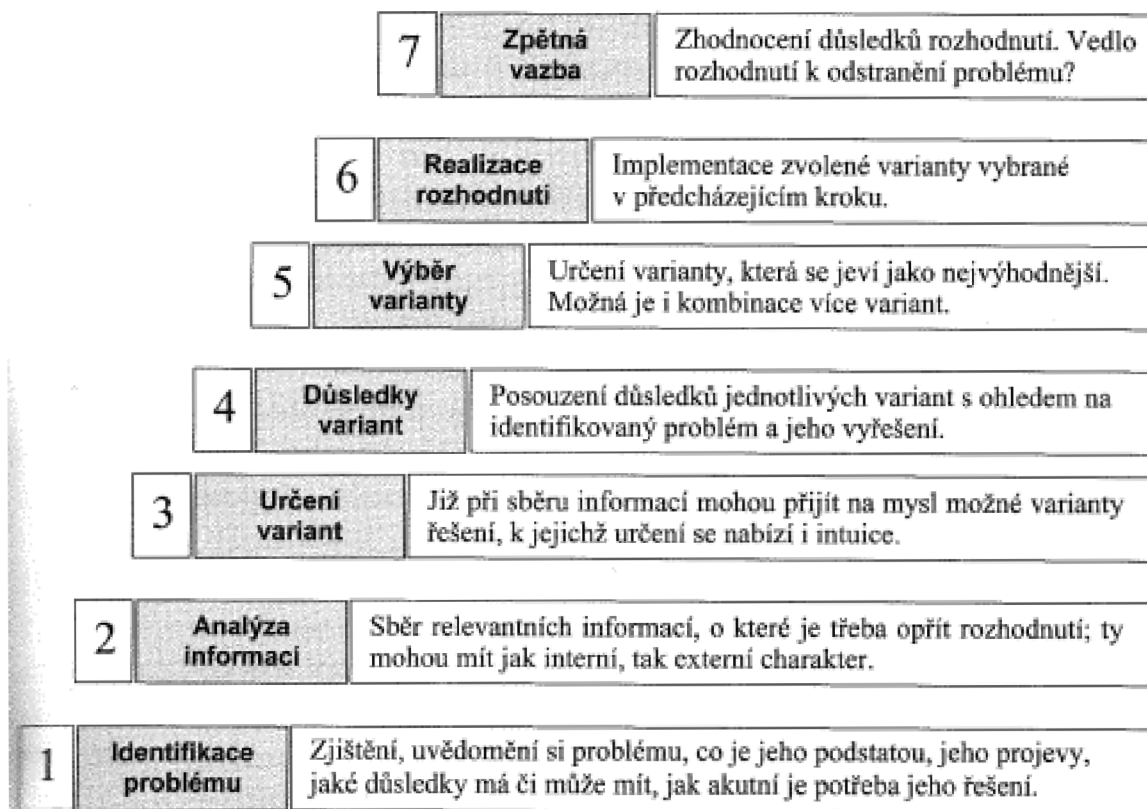 7
Zpětná
vazba
Zhodnocení důsledků rozhodnutí. Vedlo
rozhodnutí k odstranění problému?
6
Realizace
rozhodnutí
Implementace zvolené varianty vybrané
v předcházejícím kroku.
5
Výběr
varianty
Určení varianty, která se jeví jako nejvýhodnější.
Možná je i kombinace více variant.
4
Důsledky
variant
Posouzení důsledků jednotlivých variant s ohledem na
identifikovaný problém a jeho vyřešení.
3
Určení
variant
Již při sběru informací mohou přijít na mysl možné varianty
řešení, k jejichž určení se nabízí i intuice.
2
Analýza
informací
Sběr relevantních informací, o které je třeba opřít rozhodnutí; ty
mohou mít jak interní, tak externí charakter.
1
Identifikace
problému
Zjištění, uvědomění si problému, co je jeho podstatou, jeho projevy,
jaké důsledky má či může mít, jak akutní je potřeba jeho řešení.